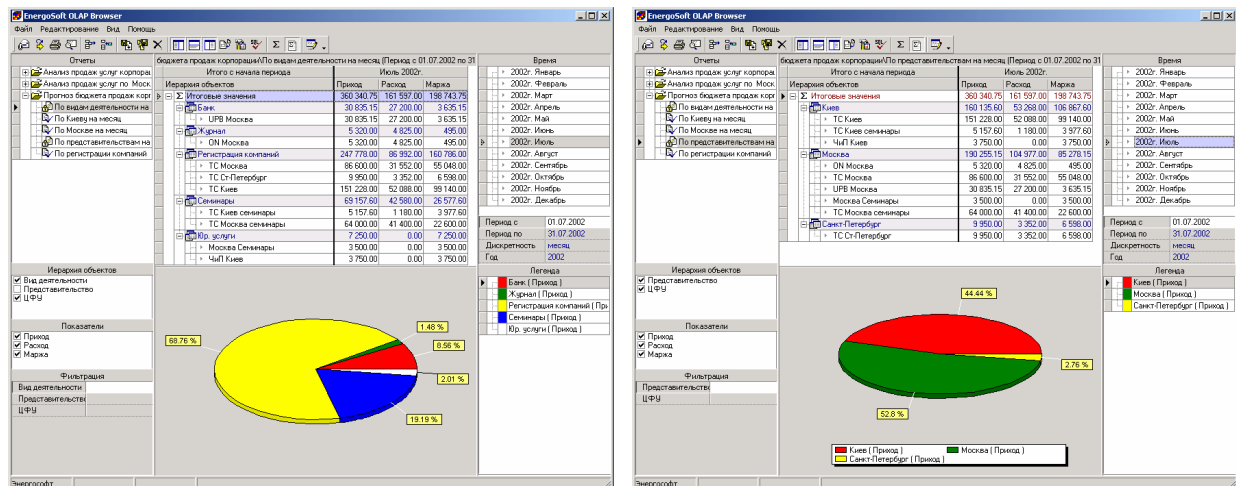 EnergoSoft OLAP Browser
Файл Редактирование Вид Помощь
Отчеты
Анализ продаж услуг корпорац
Анализ продаж услуг по Моск
Прогноз бюджета продаж корг
По видам деятельности на
По Киеву на месяц
По Москве на месяц
По представительствам на
По регистрации компаний
Иерархия объектов
Вид деятельности
Представительство
ЦФУ
Показатели
Приход
Расход
Маржа
Фильтрация
Вид деятельности
Представительство
ЦФУ
Энергософт
бюджета продаж корпорации\По видам деятельности на месяц (Период с 01.07.2002 по 31
Итого с начала периода Июль 2002г.
Иерархия объектов Приход Расход Маржа
Σ Итоговые значения 360 340.75 161 597.00 198 743.75
Банк 30 835.15 27 200.00 3 635.15
UPB Москва 30 835.15 27 200.00 3 635.15
Журнал 5 320.00 4 825.00 495.00
ON Москва 5 320.00 4 825.00 495.00
Регистрация компаний 247 778.00 86 992.00 160 786.00
ТС Москва 86 600.00 31 552.00 55 048.00
ТС Ст-Петербург 9 950.00 3 352.00 6 598.00
ТС Киев 151 228.00 52 088.00 99 140.00
Семинары 69 157.60 42 580.00 26 577.60
ТС Киев семинары 5 157.60 1 180.00 3 977.60
ТС Москва семинары 64 000.00 41 400.00 22 600.00
Юр. услуги 7 250.00 0.00 7 250.00
Москва Семинары 3 500.00 0.00 3 500.00
ЧиП Киев 3 750.00 0.00 3 750.00
68.76 %
1.48 %
8.56 %
2.01 %
19.19 %
Время
2002г. Январь
2002г. Февраль
2002г. Март
2002г. Апрель
2002г. Май
2002г. Июнь
2002г. Июль
2002г. Август
2002г. Сентябрь
2002г. Октябрь
2002г. Ноябрь
2002г. Декабрь
Период с 01.07.2002
Период по 31.07.2002
Дискретность месяц
Год 2002
Легенда
Банк ( Приход )
Журнал ( Приход )
Регистрация компаний ( При
Семинары ( Приход )
Юр. услуги ( Приход )
EnergoSoft OLAP Browser
Файл Редактирование Вид Помощь
Отчеты
Анализ продаж услуг корпорац
Анализ продаж услуг по Моск
Прогноз бюджета продаж корг
По видам деятельности на
По Киеву на месяц
По Москве на месяц
По представительствам на
По регистрации компаний
Иерархия объектов
Представительство
ЦФУ
Показатели
Приход
Расход
Маржа
Фильтрация
Представительство
ЦФУ
Энергософт
бюджета продаж корпорации\По представительствам на месяц (Период с 01.07.2002 по 31
Итого с начала периода Июль 2002г.
Иерархия объектов Приход Расход Маржа
Σ Итоговые значения 360 340.75 161 597.00 198 743.75
Киев 160 135.60 53 268.00 106 867.60
ТС Киев 151 228.00 52 088.00 99 140.00
ТС Киев семинары 5 157.60 1 180.00 3 977.60
ЧиП Киев 3 750.00 0.00 3 750.00
Москва 190 255.15 104 977.00 85 278.15
ON Москва 5 320.00 4 825.00 495.00
ТС Москва 86 600.00 31 552.00 55 048.00
UPB Москва 30 835.15 27 200.00 3 635.15
Москва Семинары 3 500.00 0.00 3 500.00
ТС Москва семинары 64 000.00 41 400.00 22 600.00
Санкт-Петербург 9 950.00 3 352.00 6 598.00
ТС Ст-Петербург 9 950.00 3 352.00 6 598.00
44.44 %
2.76 %
52.8 %
Киев ( Приход ) Москва ( Приход )
Санкт-Петербург ( Приход )
Время
2002г. Январь
2002г. Февраль
2002г. Март
2002г. Апрель
2002г. Май
2002г. Июнь
2002г. Июль
2002г. Август
2002г. Сентябрь
2002г. Октябрь
2002г. Ноябрь
2002г. Декабрь
Период с 01.07.2002
Период по 31.07.2002
Дискретность месяц
Год 2002
Легенда
Киев ( Приход )
Москва ( Приход )
Санкт-Петербург ( Приход )